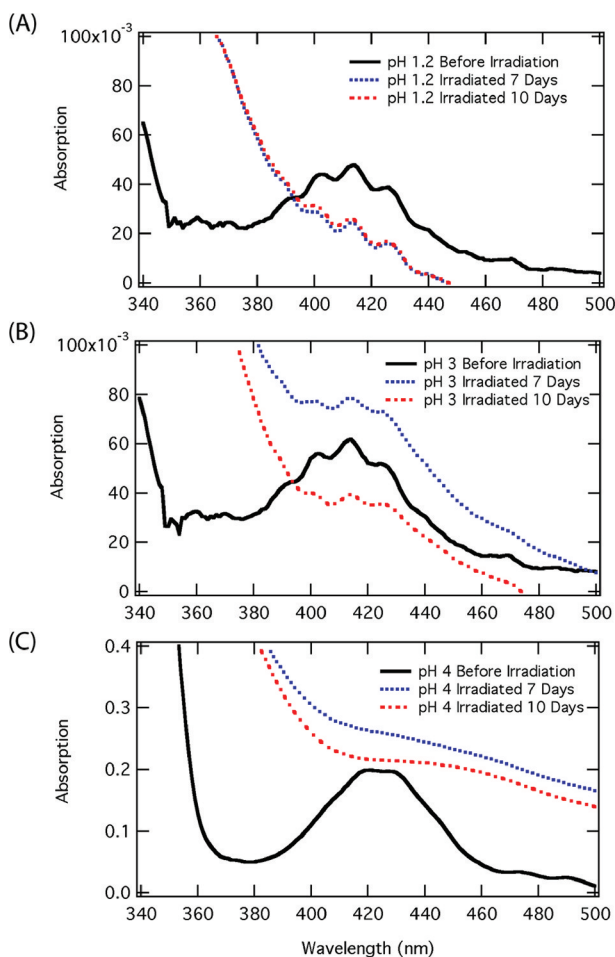 (A)
100x10-3
80
60
40
20
0
Absorption
pH 1.2 Before Irradiation
pH 1.2 Irradiated 7 Days
pH 1.2 Irradiated 10 Days
340 360 380 400 420 440 460 480 500
(B)
100x10-3
80
60
40
20
0
Absorption
pH 3 Before Irradiation
pH 3 Irradiated 7 Days
pH 3 Irradiated 10 Days
340 360 380 400 420 440 460 480 500
(C)
0.4
0.3
0.2
0.1
0.0
Absorption
pH 4 Before Irradiation
pH 4 Irradiated 7 Days
pH 4 Irradiated 10 Days
340 360 380 400 420 440 460 480 500
Wavelength (nm)